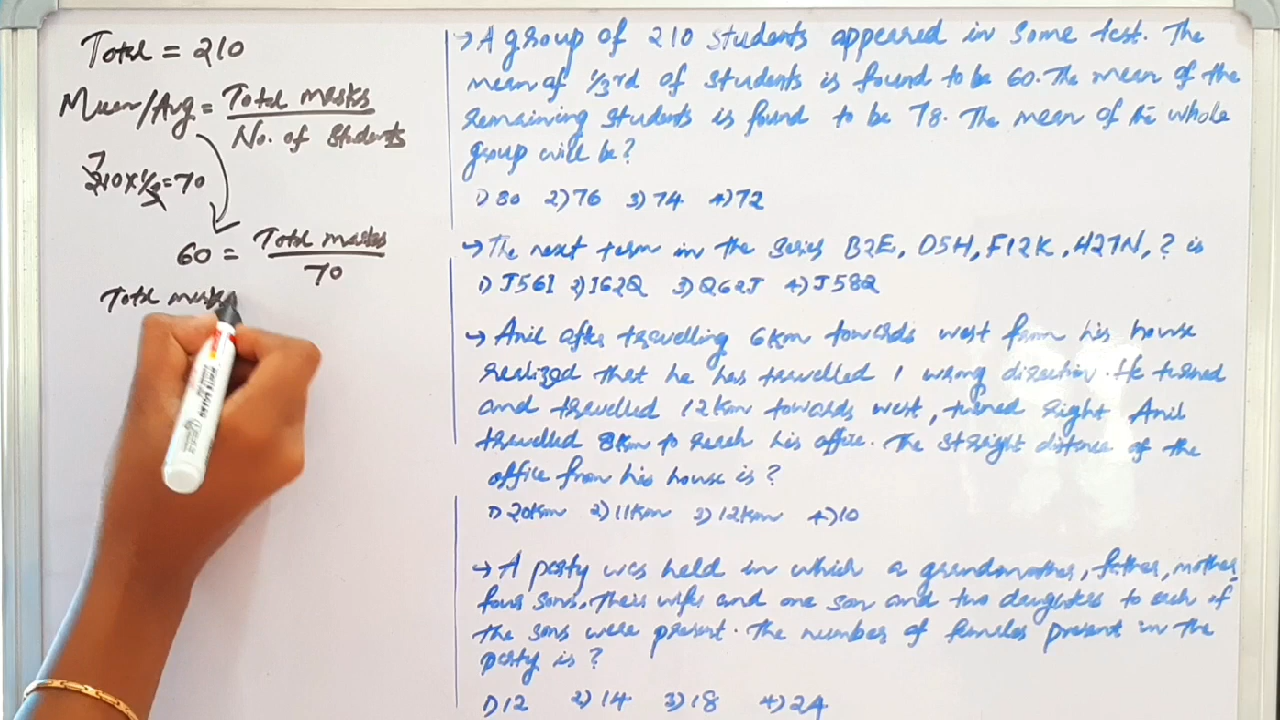 Total = 210
Mean/Avg = Total marks
No. of Students
7
210 x 1/3 = 70
60 = Total marks
70
Total marks
→ A group of 210 students appeared in some test. The
mean of 1/3rd of students is found to be 60. The mean of the
remaining students is found to be 78. The mean of the whole
group will be?
1) 80 2) 76 3) 74 4) 72
→ The next term in the series B2E, D5H, F12K, H27N, ? is
1) J56I 2) I62Q 3) Q62J 4) J58Q
→ Anil after travelling 6km towards west from his house
realized that he has travelled 1 wrong direction. He turned
and travelled 12km towards west, turned right Anil
travelled 8km to reach his office. The straight distance of the
office from his house is?
1) 20km 2) 11km 3) 12km 4) 10
→ A party was held in which a grandmother, father, mother,
four sons, their wifes and one son and two daughters to each of
the sons were present. The number of females present in the
party is?
1) 12 2) 14 3) 18 4) 24